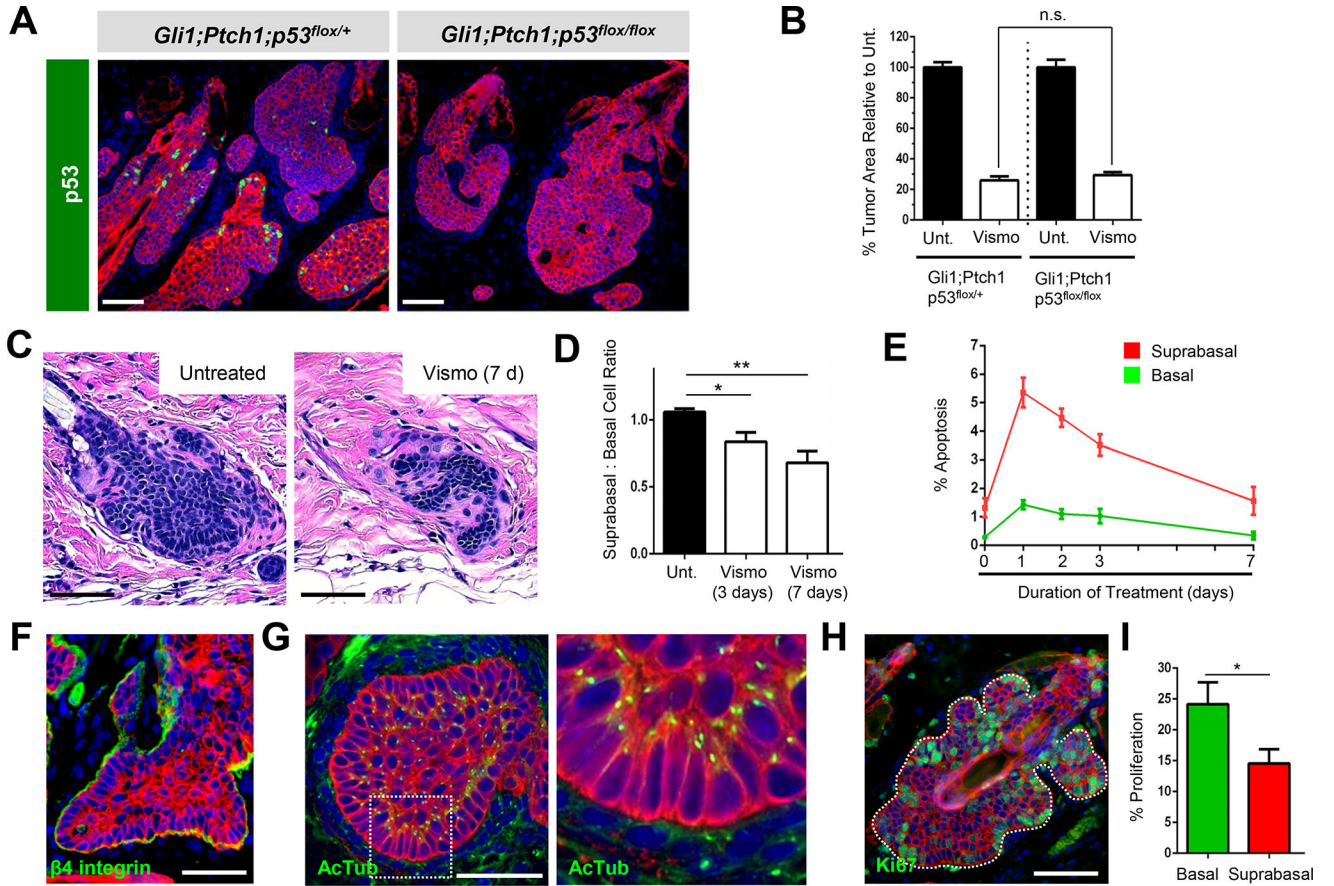 A
Gli1;Ptch1;p53flox/+
Gli1;Ptch1;p53flox/flox
p53
B
n.s.
% Tumor Area Relative to Unt.
120
100
80
60
40
20
0
Unt. Vismo Unt. Vismo
Gli1;Ptch1 p53flox/+
Gli1;Ptch1 p53flox/flox
C
Untreated
Vismo (7 d)
D
Suprabasal : Basal Cell Ratio
**
*
1.0
0.5
0.0
Unt. Vismo (3 days) Vismo (7 days)
E
% Apoptosis
7
6
5
4
3
2
1
0
Suprabasal
Basal
0 1 2 3 7
Duration of Treatment (days)
F
β4 integrin
G
AcTub
AcTub
H
Ki67
I
% Proliferation
30
25
20
15
10
5
0
*
Basal Suprabasal